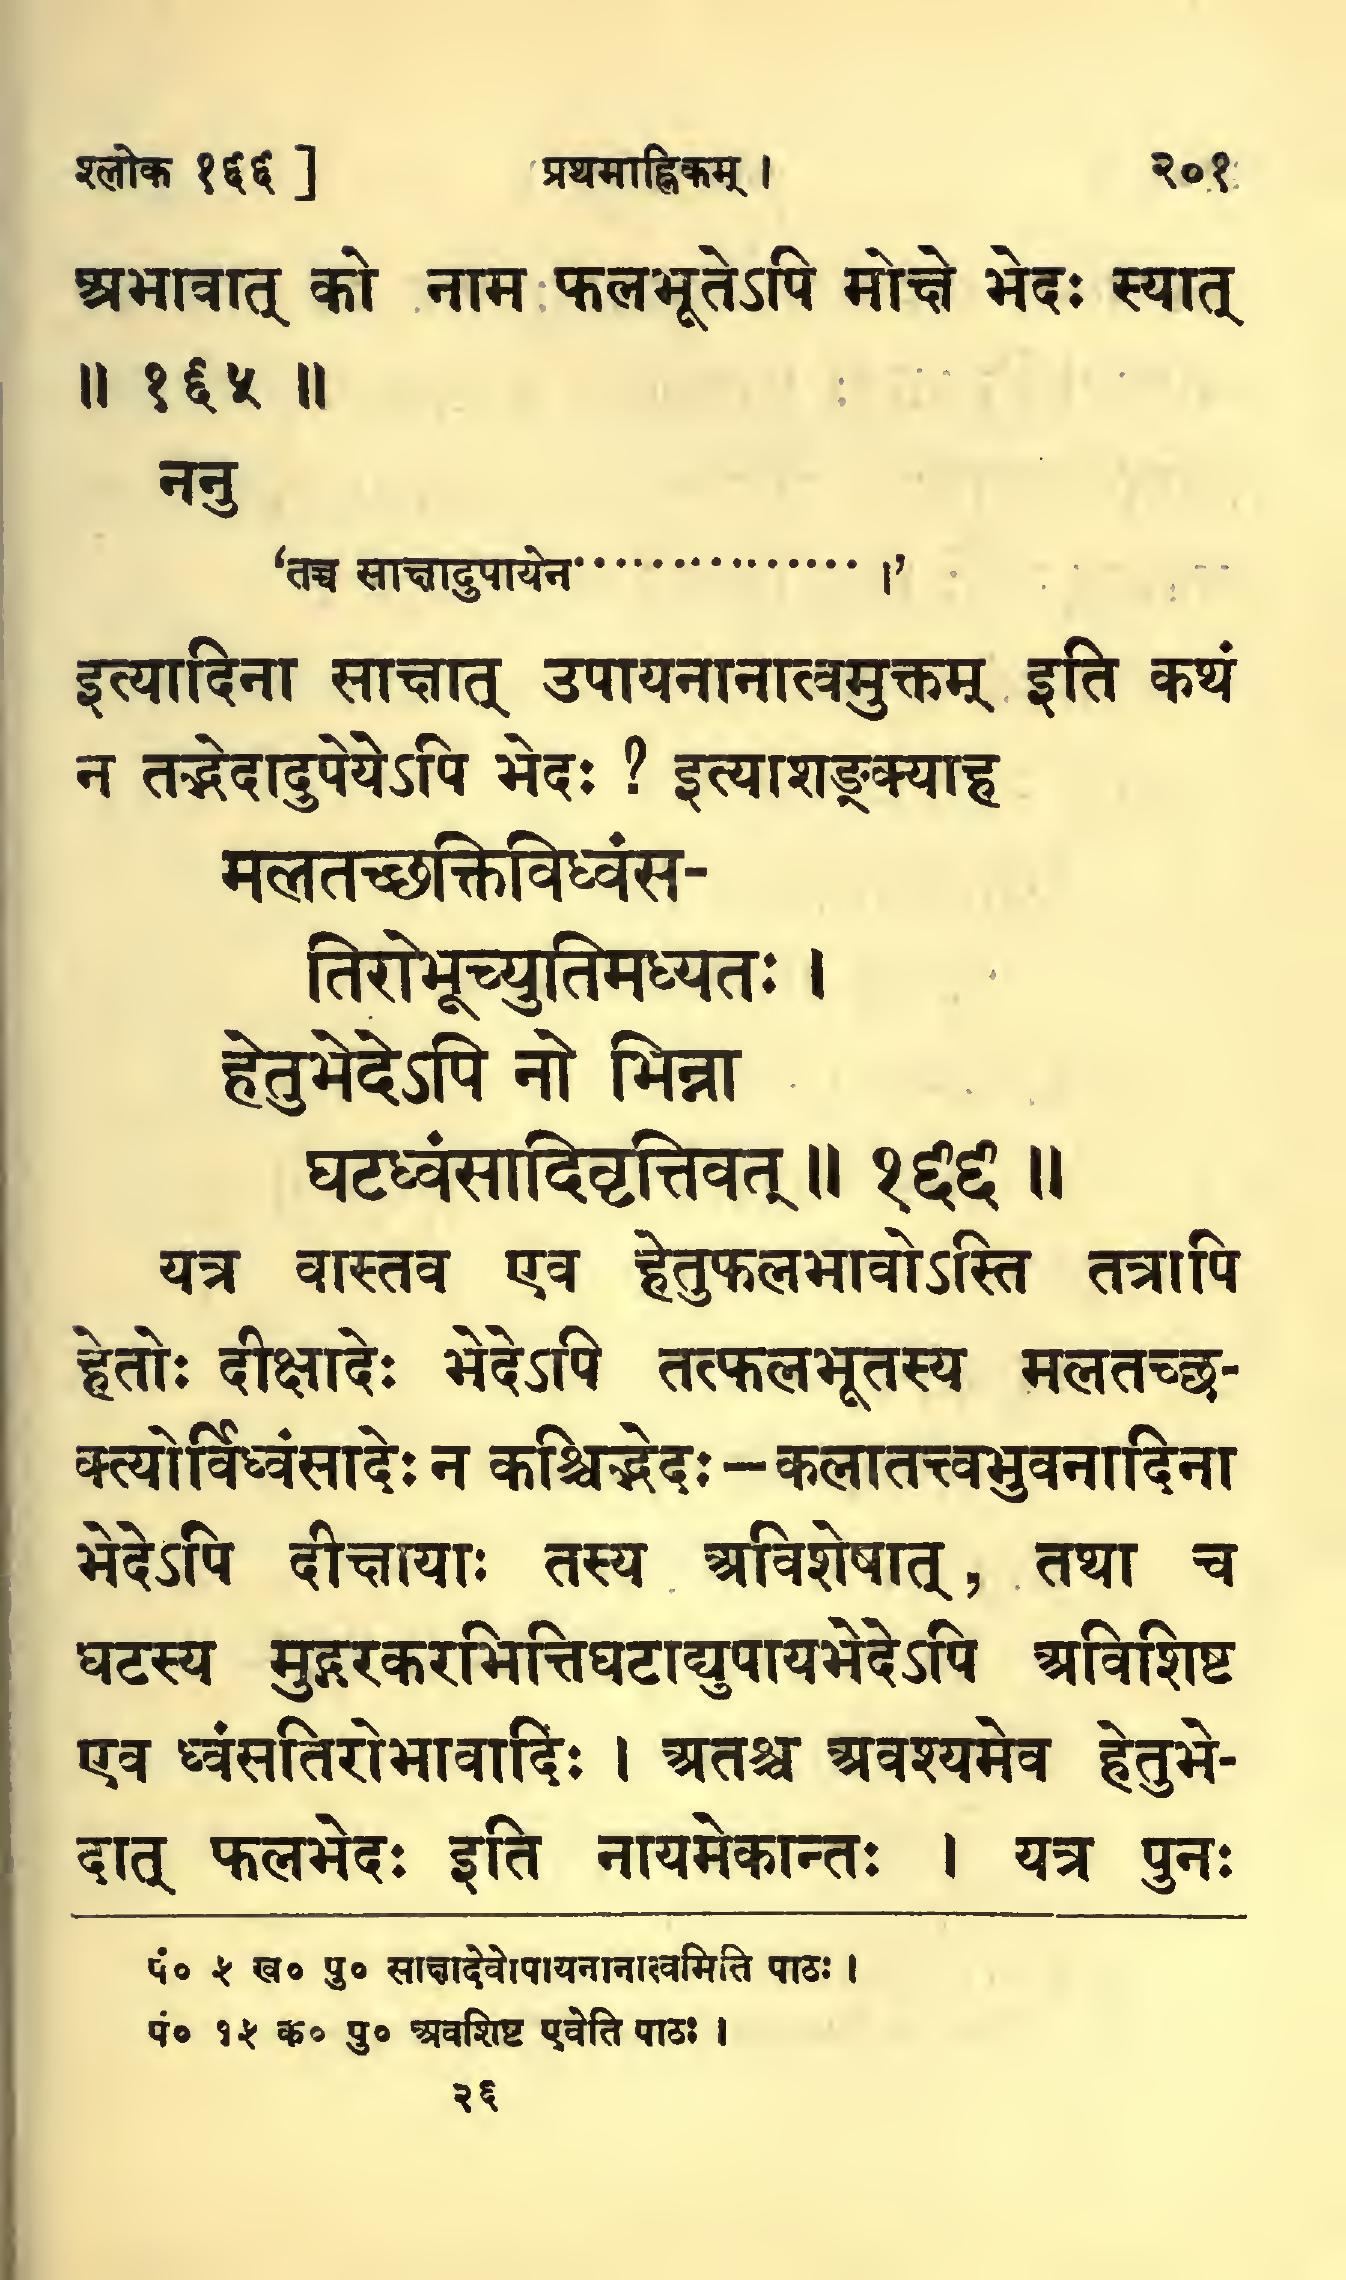 श्लोक १६६ ] प्रथमाह्निकम् । २०१
अभावात् को नाम फलभूतेऽपि मोक्षे भेदः स्यात्
॥ १६५ ॥
ननु
‘तच्च साक्षादुपायेन ............... ।’
इत्यादिना साक्षात् उपायनानात्वमुक्तम् इति कथं
न तद्भेदादुपेयेऽपि भेदः ? इत्याशङ्क्याह
मलतच्छक्तिविध्वंस-
तिरोभूच्युतिमध्यतः ।
हेतुभेदेऽपि नो भिन्ना
घटध्वंसादिवृत्तिवत् ॥ १६६ ॥
यत्र वास्तव एव हेतुफलभावोऽस्ति तत्रापि
हेतोः दीक्षादेः भेदेऽपि तत्फलभूतस्य मलतच्छ-
क्त्योर्विध्वंसादेः न कश्चिद्भेदः—कलातत्त्वभुवनादिना
भेदेऽपि दीक्षायाः तस्य अविशेषात् , तथा च
घटस्य मुद्गरकरभित्तिघटाद्युपायभेदेऽपि अविशिष्ट
एव ध्वंसतिरोभावादिः । अतश्च अवश्यमेव हेतुभे-
दात् फलभेदः इति नायमेकान्तः । यत्र पुनः
पं० ५ ख० पु० साक्षादेवोपायनानात्वमिति पाठः ।
पं० १५ क० पु० अवशिष्ट एवेति पाठः ।
२६